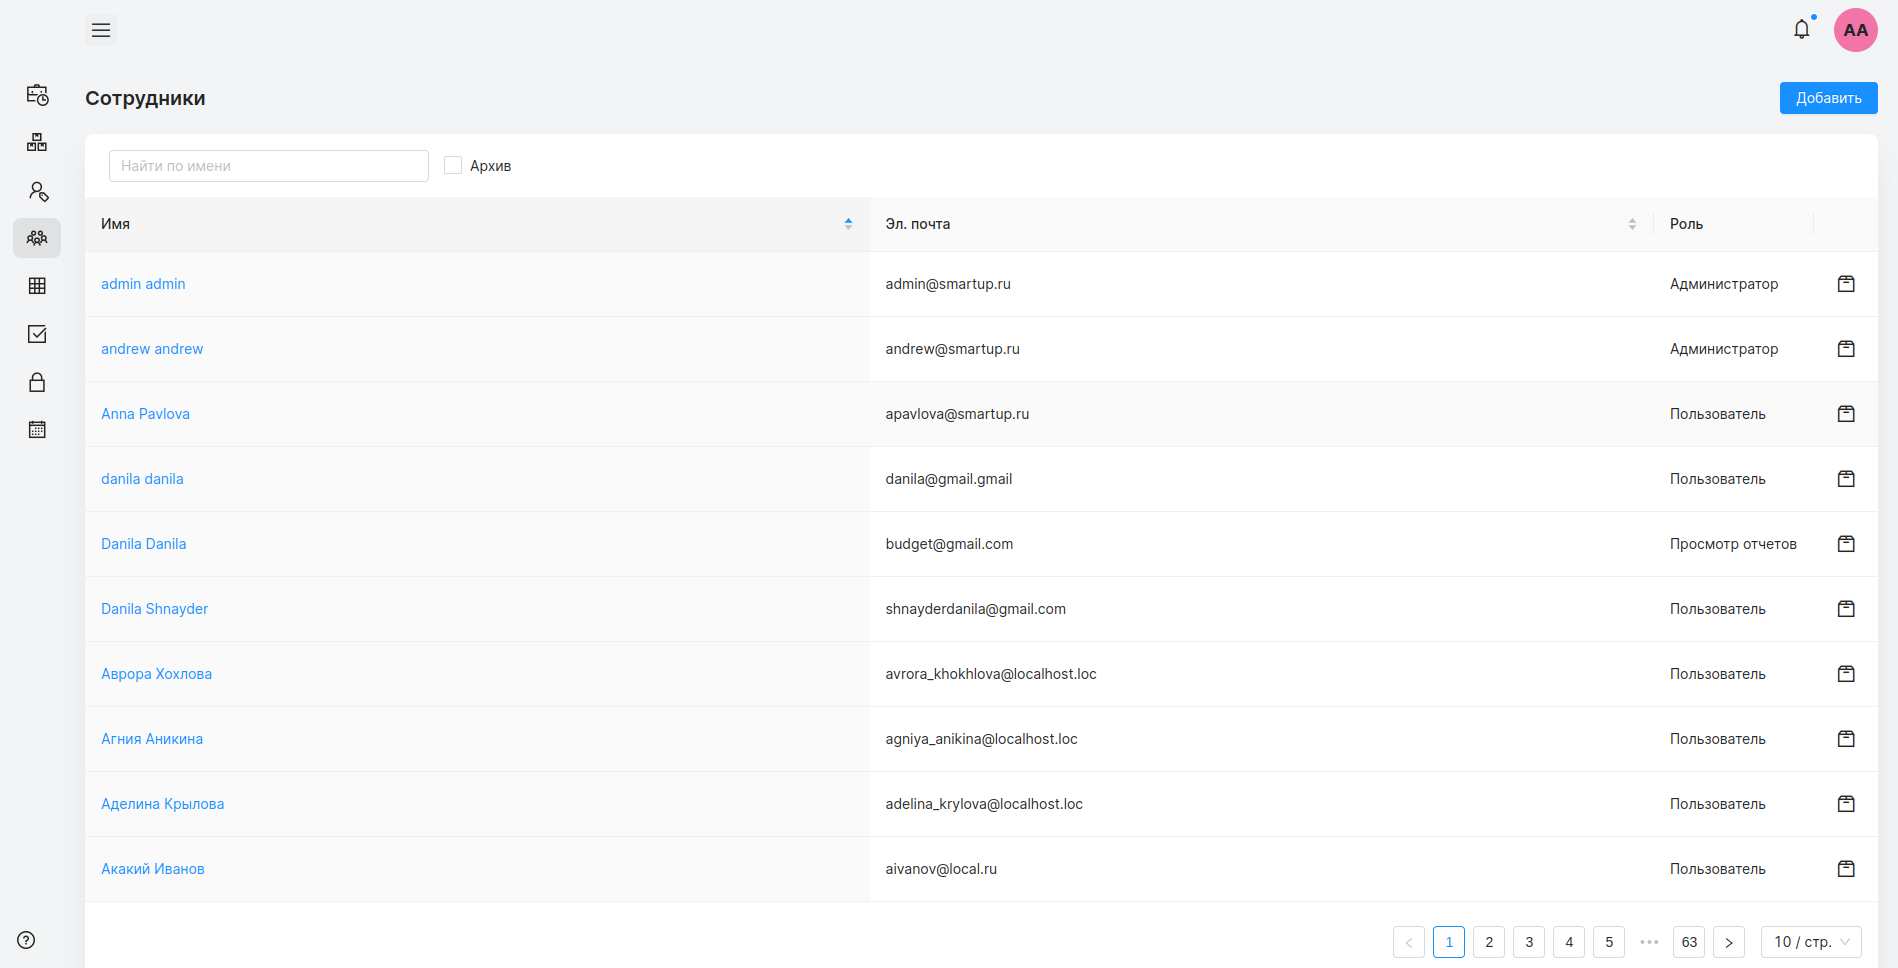 AA
Сотрудники
Добавить
Найти по имени
Архив
Имя Эл. почта Роль
admin admin admin@smartup.ru Администратор
andrew andrew andrew@smartup.ru Администратор
Anna Pavlova apavlova@smartup.ru Пользователь
danila danila danila@gmail.gmail Пользователь
Danila Danila budget@gmail.com Просмотр отчетов
Danila Shnayder shnayderdanila@gmail.com Пользователь
Аврора Хохлова avrora_khokhlova@localhost.loc Пользователь
Агния Аникина agniya_anikina@localhost.loc Пользователь
Аделина Крылова adelina_krylova@localhost.loc Пользователь
Акакий Иванов aivanov@local.ru Пользователь
1 2 3 4 5 ••• 63 10 / стр.